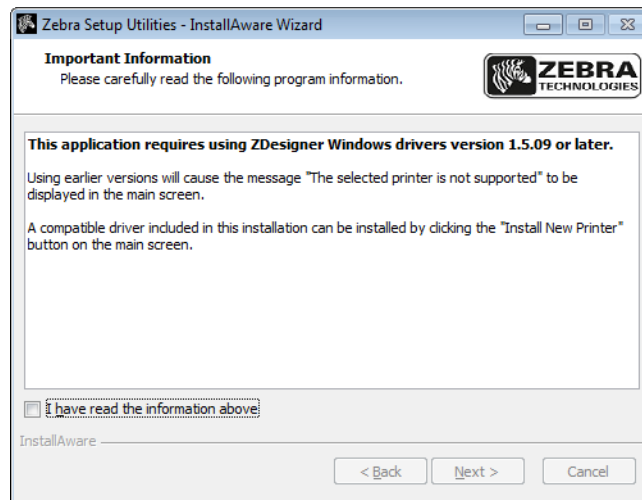 Zebra Setup Utilities - InstallAware Wizard
Important Information
Please carefully read the following program information.
ZEBRA
TECHNOLOGIES
This application requires using ZDesigner Windows drivers version 1.5.09 or later.
Using earlier versions will cause the message "The selected printer is not supported" to be
displayed in the main screen.
A compatible driver included in this installation can be installed by clicking the "Install New Printer"
button on the main screen.
I have read the information above
InstallAware
< Back
Next >
Cancel